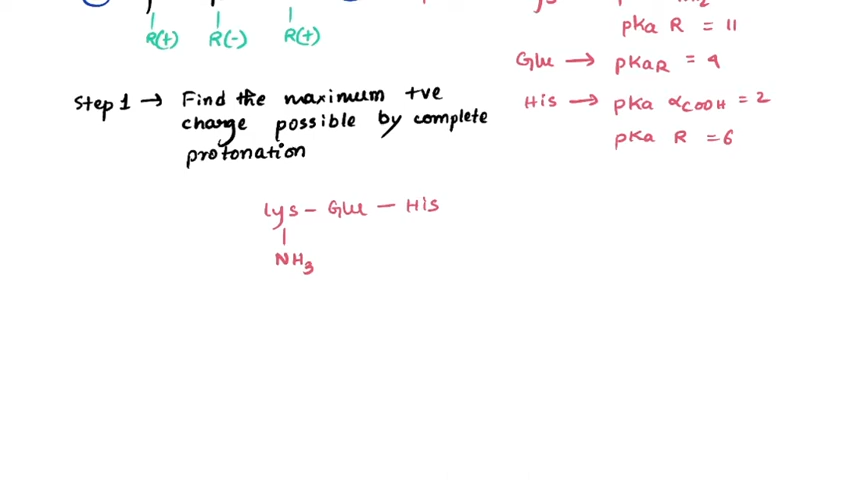 R(+) R(-) R(+)
pka R = 11
Glu → pKaR = 4
Step 1 → Find the maximum +ve
charge possible by complete
protonation
His → pka αCOOH = 2
pka R = 6
lys - Glu - His
NH3